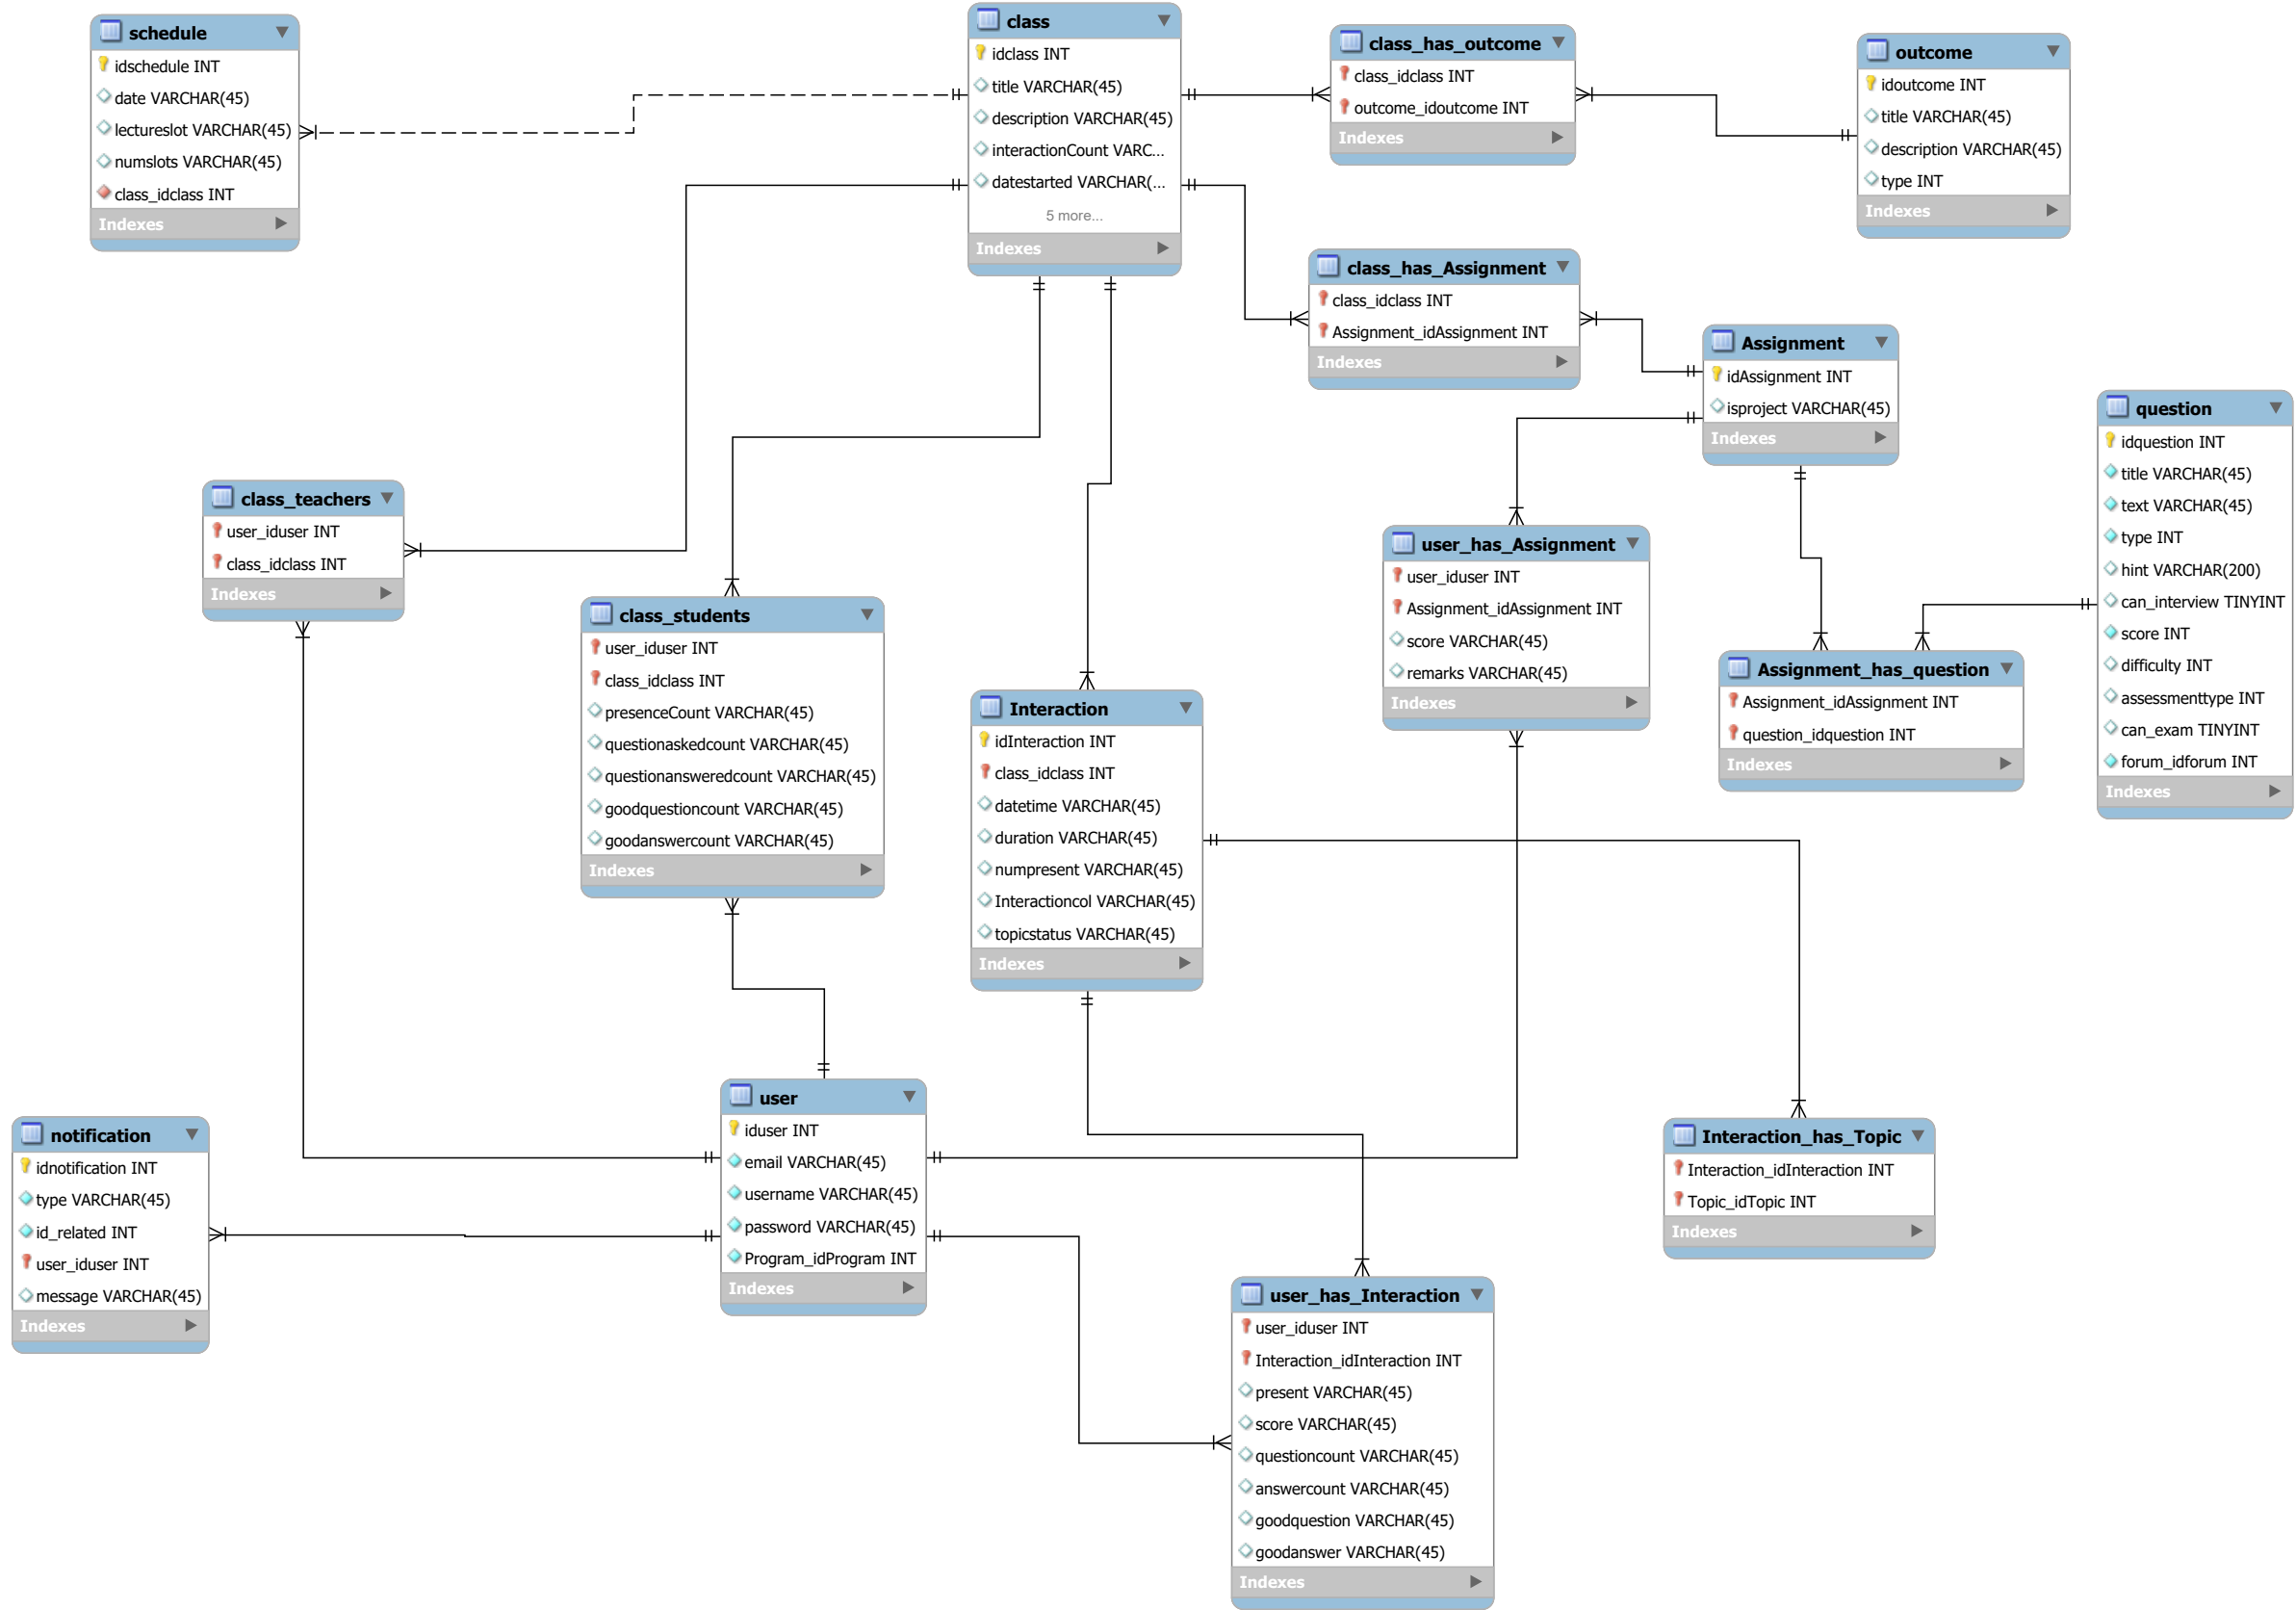 schedule
idschedule INT
date VARCHAR(45)
lectureslot VARCHAR(45)
numslots VARCHAR(45)
class_idclass INT
Indexes
class
idclass INT
title VARCHAR(45)
description VARCHAR(45)
interactionCount VARC...
datestarted VARCHAR(...
5 more...
Indexes
class_has_outcome
class_idclass INT
outcome_idoutcome INT
Indexes
outcome
idoutcome INT
title VARCHAR(45)
description VARCHAR(45)
type INT
Indexes
class_has_Assignment
class_idclass INT
Assignment_idAssignment INT
Indexes
Assignment
idAssignment INT
isproject VARCHAR(45)
Indexes
question
idquestion INT
title VARCHAR(45)
text VARCHAR(45)
type INT
hint VARCHAR(200)
can_interview TINYINT
score INT
difficulty INT
assessmenttype INT
can_exam TINYINT
forum_idforum INT
Indexes
class_teachers
user_iduser INT
class_idclass INT
Indexes
class_students
user_iduser INT
class_idclass INT
presenceCount VARCHAR(45)
questionaskedcount VARCHAR(45)
questionansweredcount VARCHAR(45)
goodquestioncount VARCHAR(45)
goodanswercount VARCHAR(45)
Indexes
user_has_Assignment
user_iduser INT
Assignment_idAssignment INT
score VARCHAR(45)
remarks VARCHAR(45)
Indexes
Assignment_has_question
Assignment_idAssignment INT
question_idquestion INT
Indexes
Interaction
idInteraction INT
class_idclass INT
datetime VARCHAR(45)
duration VARCHAR(45)
numpresent VARCHAR(45)
Interactioncol VARCHAR(45)
topicstatus VARCHAR(45)
Indexes
user
iduser INT
email VARCHAR(45)
username VARCHAR(45)
password VARCHAR(45)
Program_idProgram INT
Indexes
notification
idnotification INT
type VARCHAR(45)
id_related INT
user_iduser INT
message VARCHAR(45)
Indexes
Interaction_has_Topic
Interaction_idInteraction INT
Topic_idTopic INT
Indexes
user_has_Interaction
user_iduser INT
Interaction_idInteraction INT
present VARCHAR(45)
score VARCHAR(45)
questioncount VARCHAR(45)
answercount VARCHAR(45)
goodquestion VARCHAR(45)
goodanswer VARCHAR(45)
Indexes